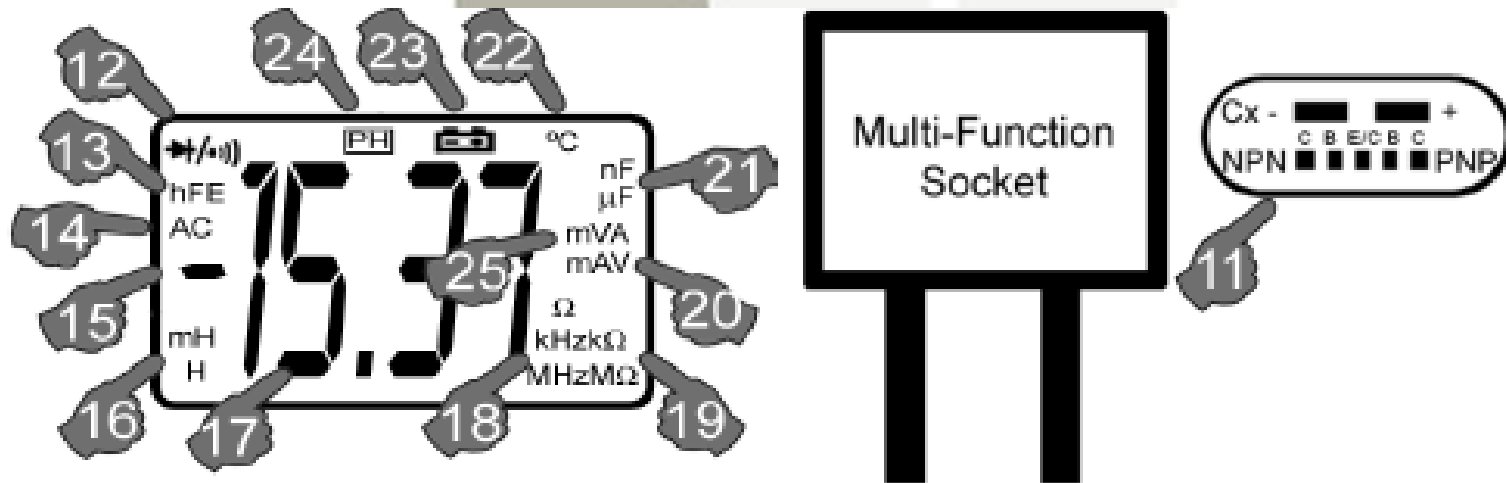 12
24
23
22
13
PH
°C
hFE
nF
21
µF
14
AC
mVA
25
mAV
20
15
-15.37
Ω
mH
kHzkΩ
H
MHzMΩ
16
17
18
19
Multi-Function
Socket
Cx - +
C B E/C B C
NPN PNP
11